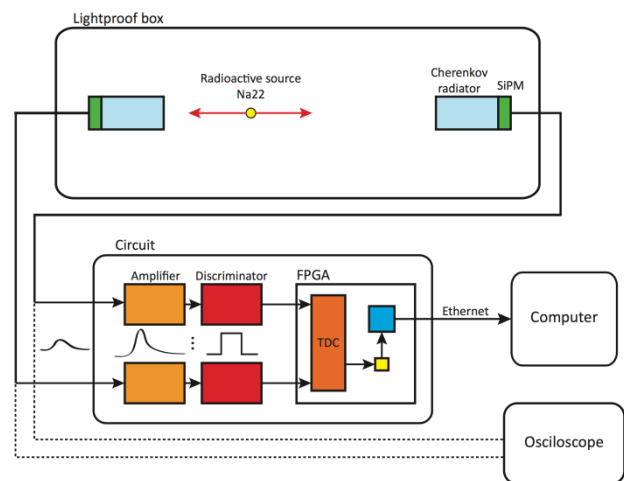 Lightproof box
Radioactive source
Na22
Cherenkov
radiator
SiPM
Circuit
Amplifier
Discriminator
FPGA
TDC
Ethernet
Computer
Osciloscope